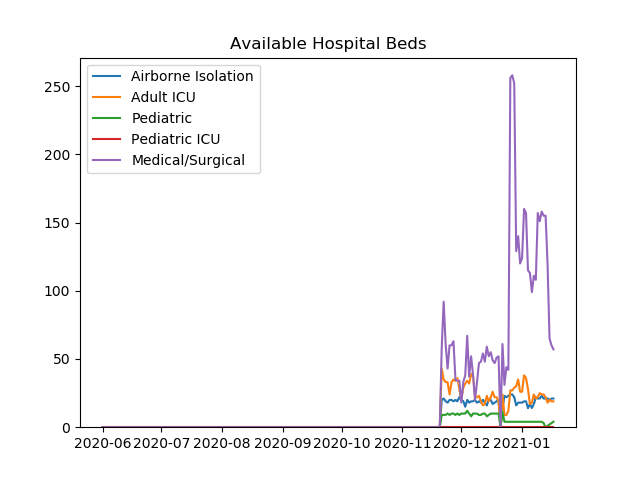 Available Hospital Beds
Airborne Isolation
Adult ICU
Pediatric
Pediatric ICU
Medical/Surgical
250
200
150
100
50
0
2020-06 2020-07 2020-08 2020-09 2020-10 2020-11 2020-12 2021-01